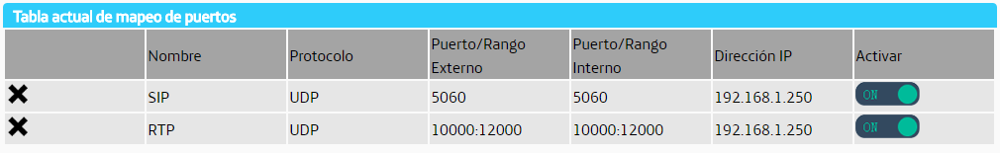 Tabla actual de mapeo de puertos
Nombre Protocolo Puerto/Rango Externo Puerto/Rango Interno Dirección IP Activar
SIP UDP 5060 5060 192.168.1.250 ON
RTP UDP 10000:12000 10000:12000 192.168.1.250 ON